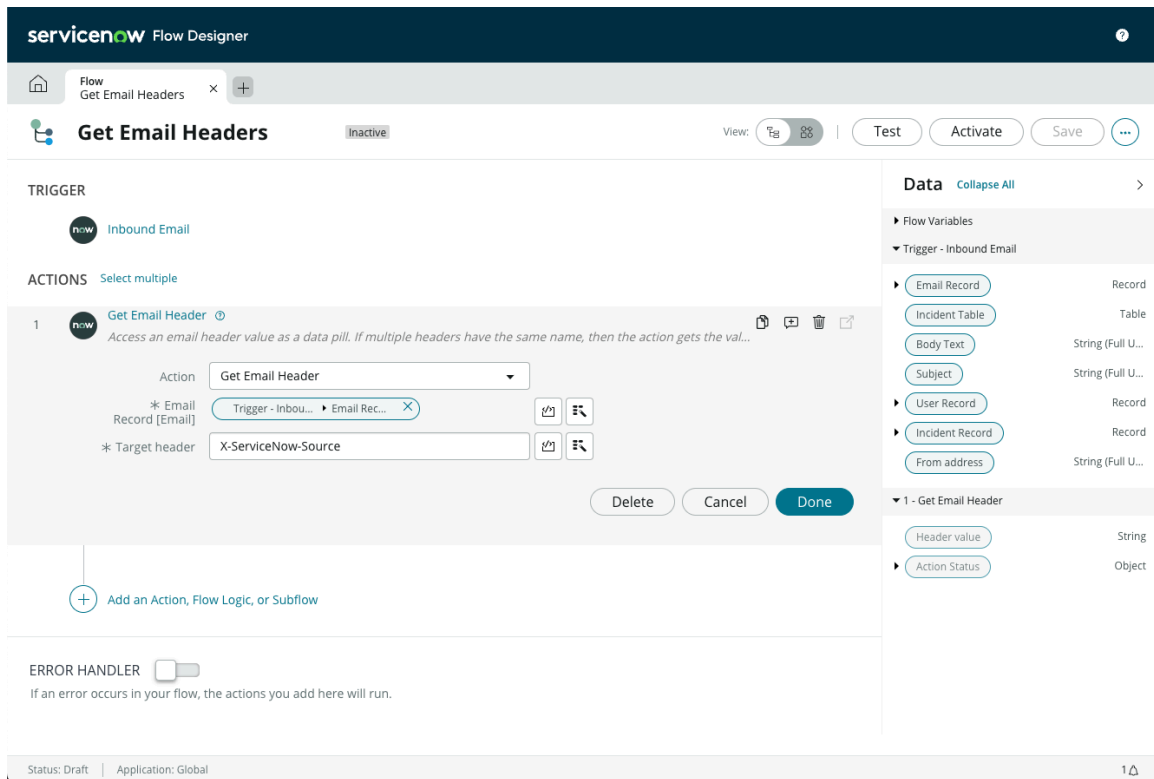 servicenow Flow Designer
Flow
Get Email Headers
Get Email Headers
Inactive
View:
Test
Activate
Save
TRIGGER
now
Inbound Email
ACTIONS
Select multiple
1
now
Get Email Header
Access an email header value as a data pill. If multiple headers have the same name, then the action gets the val...
Action
Get Email Header
* Email
Record [Email]
Trigger - Inbou... Email Rec...
* Target header
X-ServiceNow-Source
Delete
Cancel
Done
Add an Action, Flow Logic, or Subflow
ERROR HANDLER
If an error occurs in your flow, the actions you add here will run.
Data
Collapse All
Flow Variables
Trigger - Inbound Email
Email Record Record
Incident Table Table
Body Text String (Full U...
Subject String (Full U...
User Record Record
Incident Record Record
From address String (Full U...
1 - Get Email Header
Header value String
Action Status Object
Status: Draft | Application: Global
1